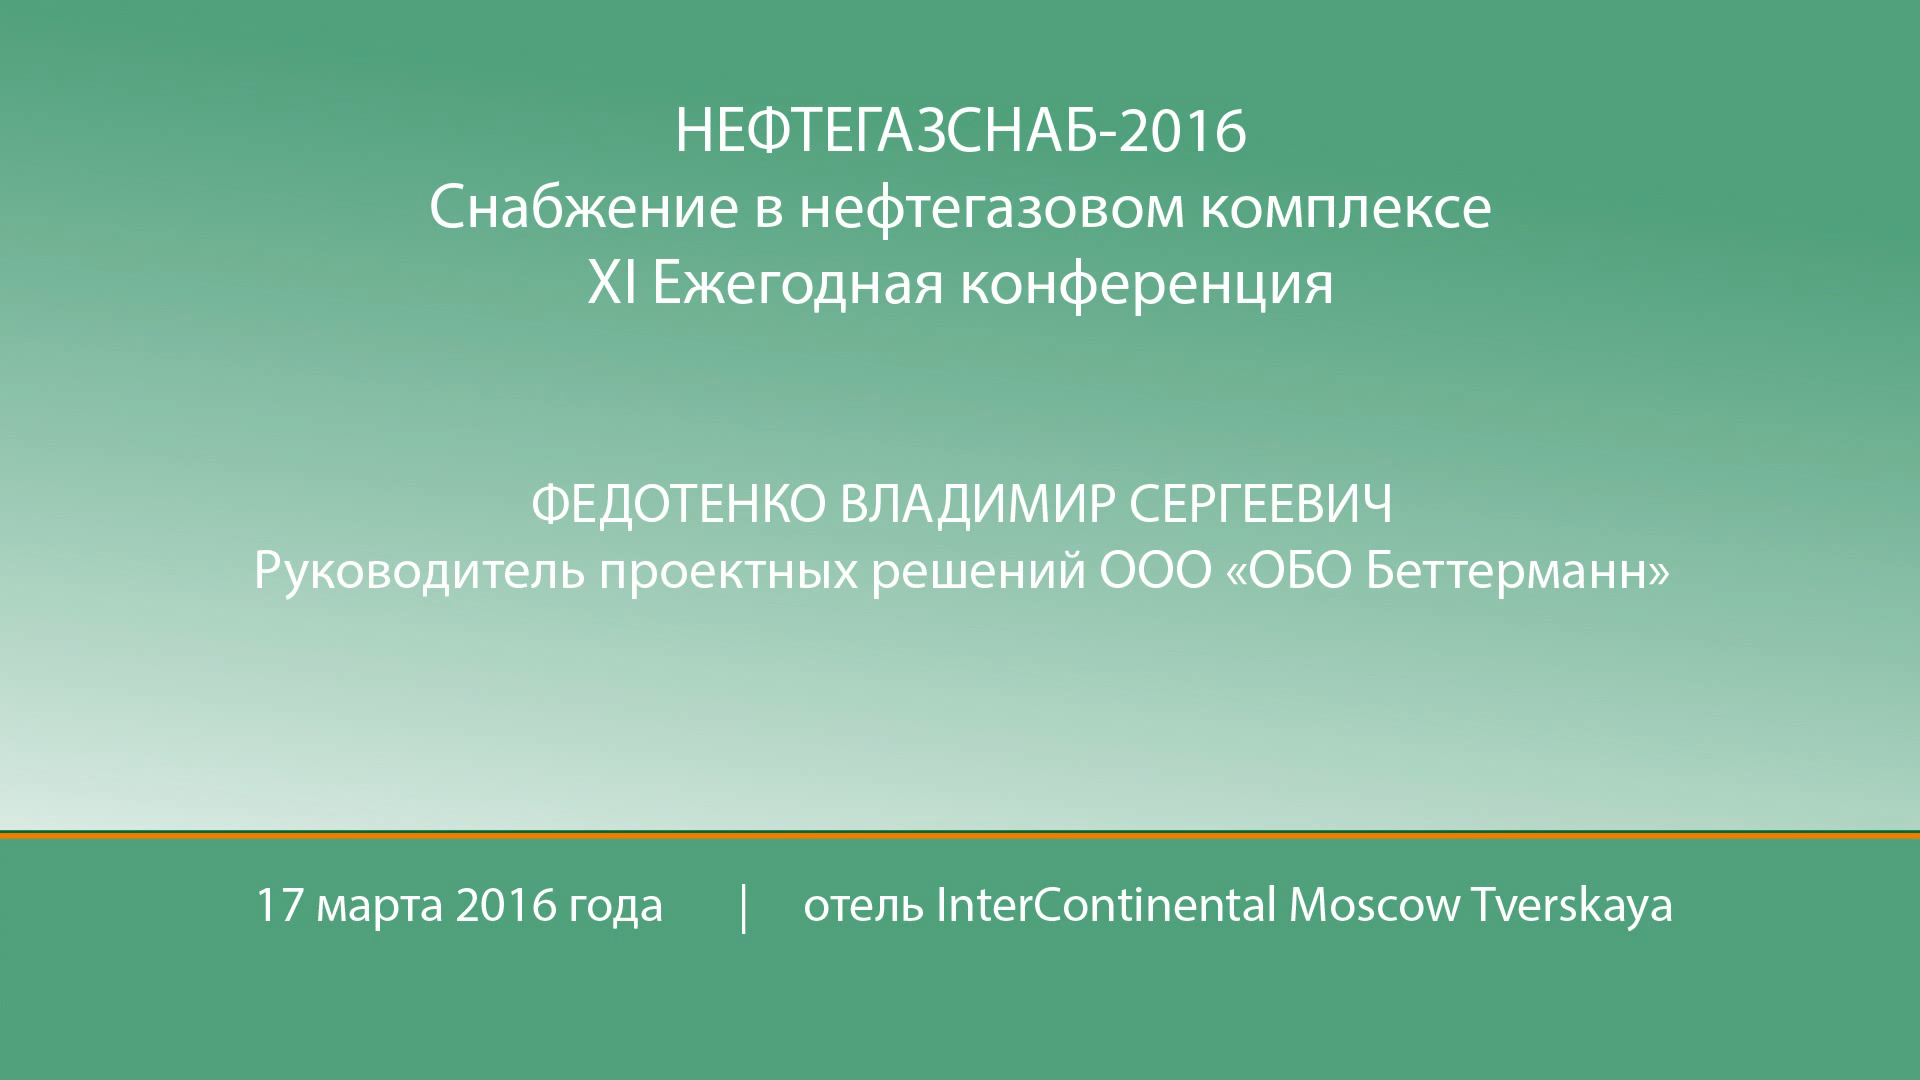 НЕФТЕГАЗСНАБ-2016
Снабжение в нефтегазовом комплексе
XI Ежегодная конференция
ФЕДОТЕНКО ВЛАДИМИР СЕРГЕЕВИЧ
Руководитель проектных решений ООО «ОБО Беттерманн»
17 марта 2016 года | отель InterContinental Moscow Tverskaya